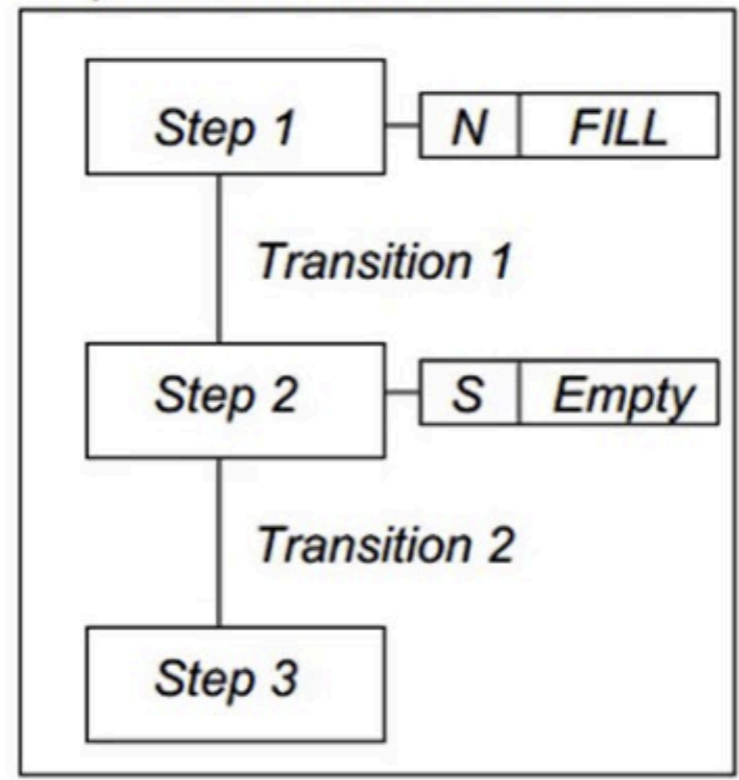 Step 1
N FILL
Transition 1
Step 2
S Empty
Transition 2
Step 3